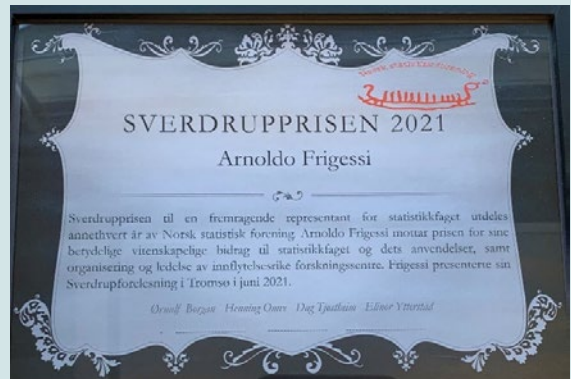 Norsk statistisk forening
SVERDRUPPRISEN 2021
Arnoldo Frigessi
Sverdrupprisen til en fremragende representant for statistikkfaget utdeles
annethvert år av Norsk statistisk forening. Arnoldo Frigessi mottar prisen for sine
betydelige vitenskapelige bidrag til statistikkfaget og dets anvendelser, samt
organisering og ledelse av innflytelsesrike forskningssentre. Frigessi presenterte sin
Sverdrupforelesning i Tromsø i juni 2021.
Ørnulf Borgan Henning Omre Dag Tjøstheim Elinor Ytterstad